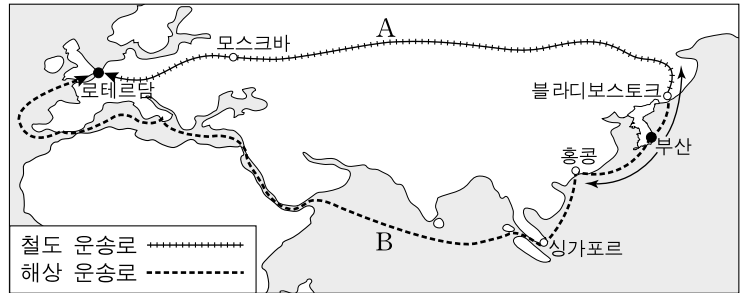 A
모스크바
로테르담
블라디보스토크
부산
홍콩
싱가포르
B
철도 운송로
해상 운송로